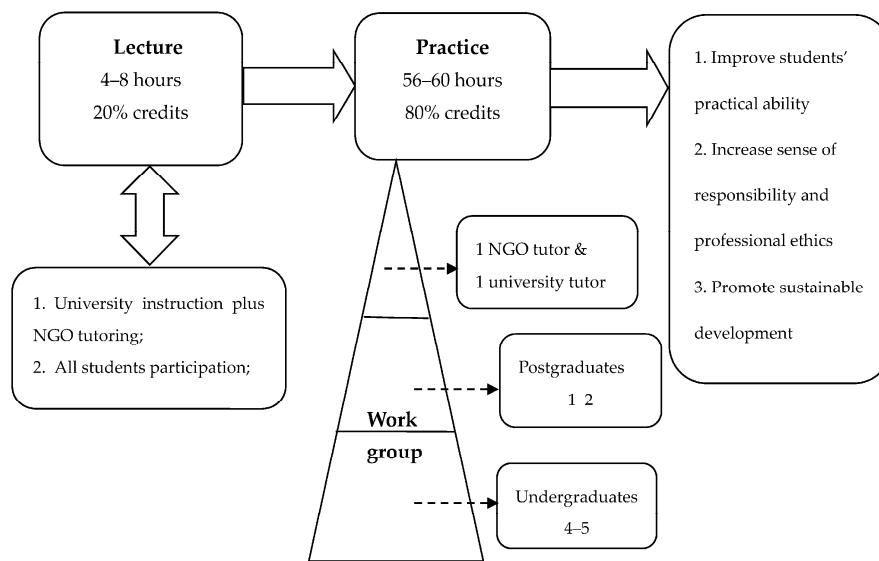 Lecture
4–8 hours
20% credits
Practice
56–60 hours
80% credits
1. Improve students’
practical ability
2. Increase sense of
responsibility and
professional ethics
3. Promote sustainable
development
1. University instruction plus
NGO tutoring;
2. All students participation;
1 NGO tutor &
1 university tutor
Postgraduates
1 2
Work
group
Undergraduates
4–5